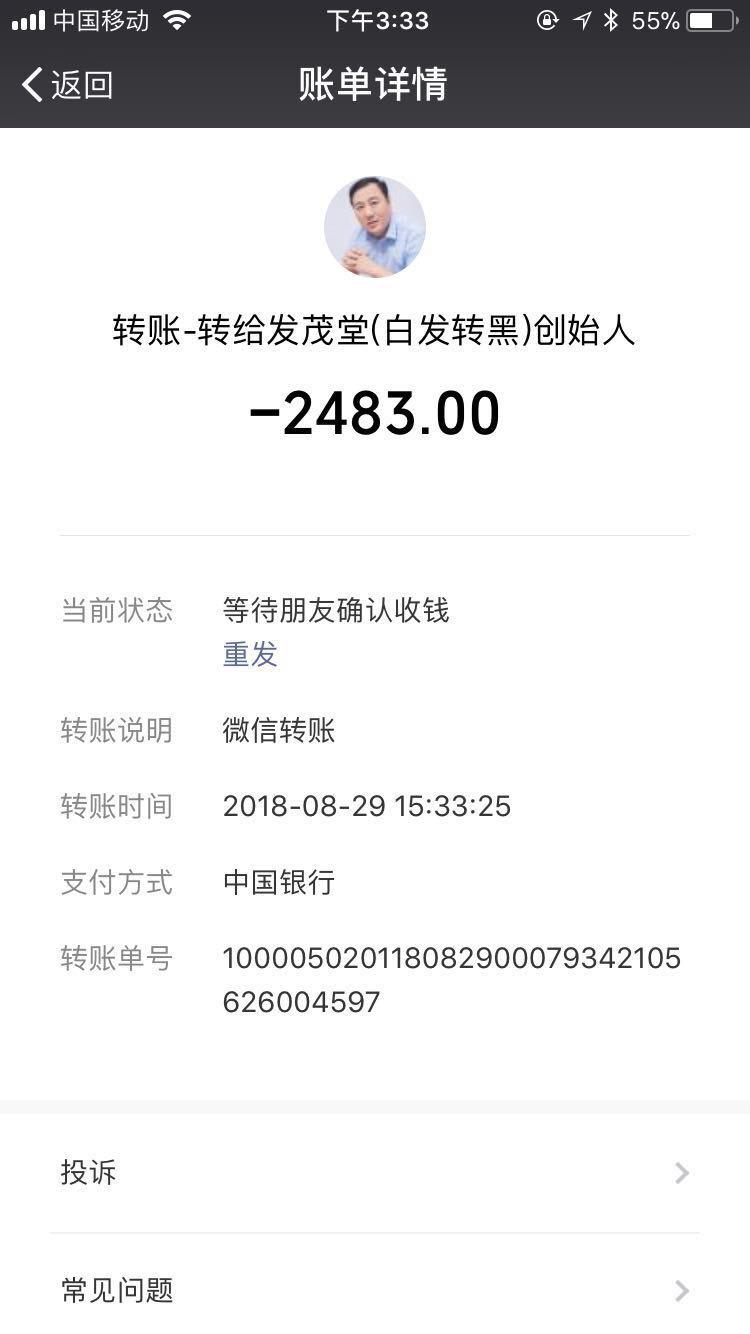 中国移动 下午3:33 55%
返回 账单详情
转账-转给发茂堂(白发转黑)创始人
-2483.00
当前状态 等待朋友确认收钱
重发
转账说明 微信转账
转账时间 2018-08-29 15:33:25
支付方式 中国银行
转账单号 100005020118082900079342105
626004597
投诉
常见问题